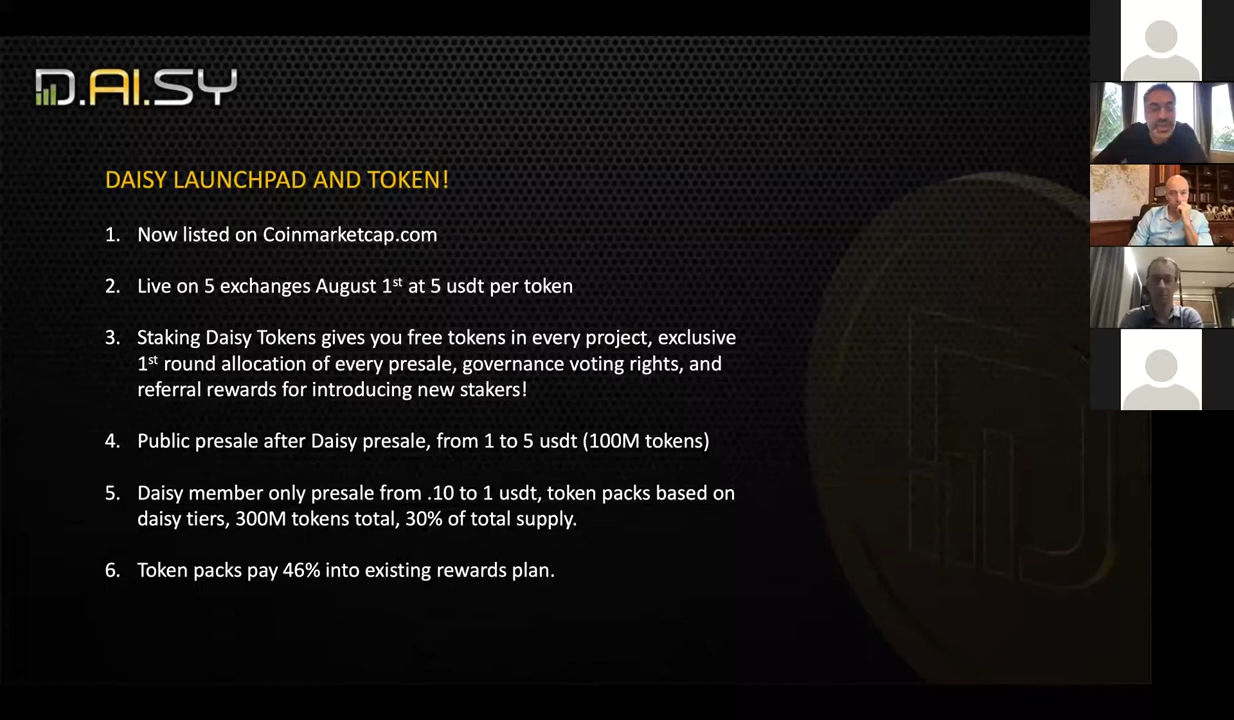 D.AI.SY
DAISY LAUNCHPAD AND TOKEN!
1. Now listed on Coinmarketcap.com
2. Live on 5 exchanges August 1st at 5 usdt per token
3. Staking Daisy Tokens gives you free tokens in every project, exclusive
1st round allocation of every presale, governance voting rights, and
referral rewards for introducing new stakers!
4. Public presale after Daisy presale, from 1 to 5 usdt (100M tokens)
5. Daisy member only presale from .10 to 1 usdt, token packs based on
daisy tiers, 300M tokens total, 30% of total supply.
6. Token packs pay 46% into existing rewards plan.